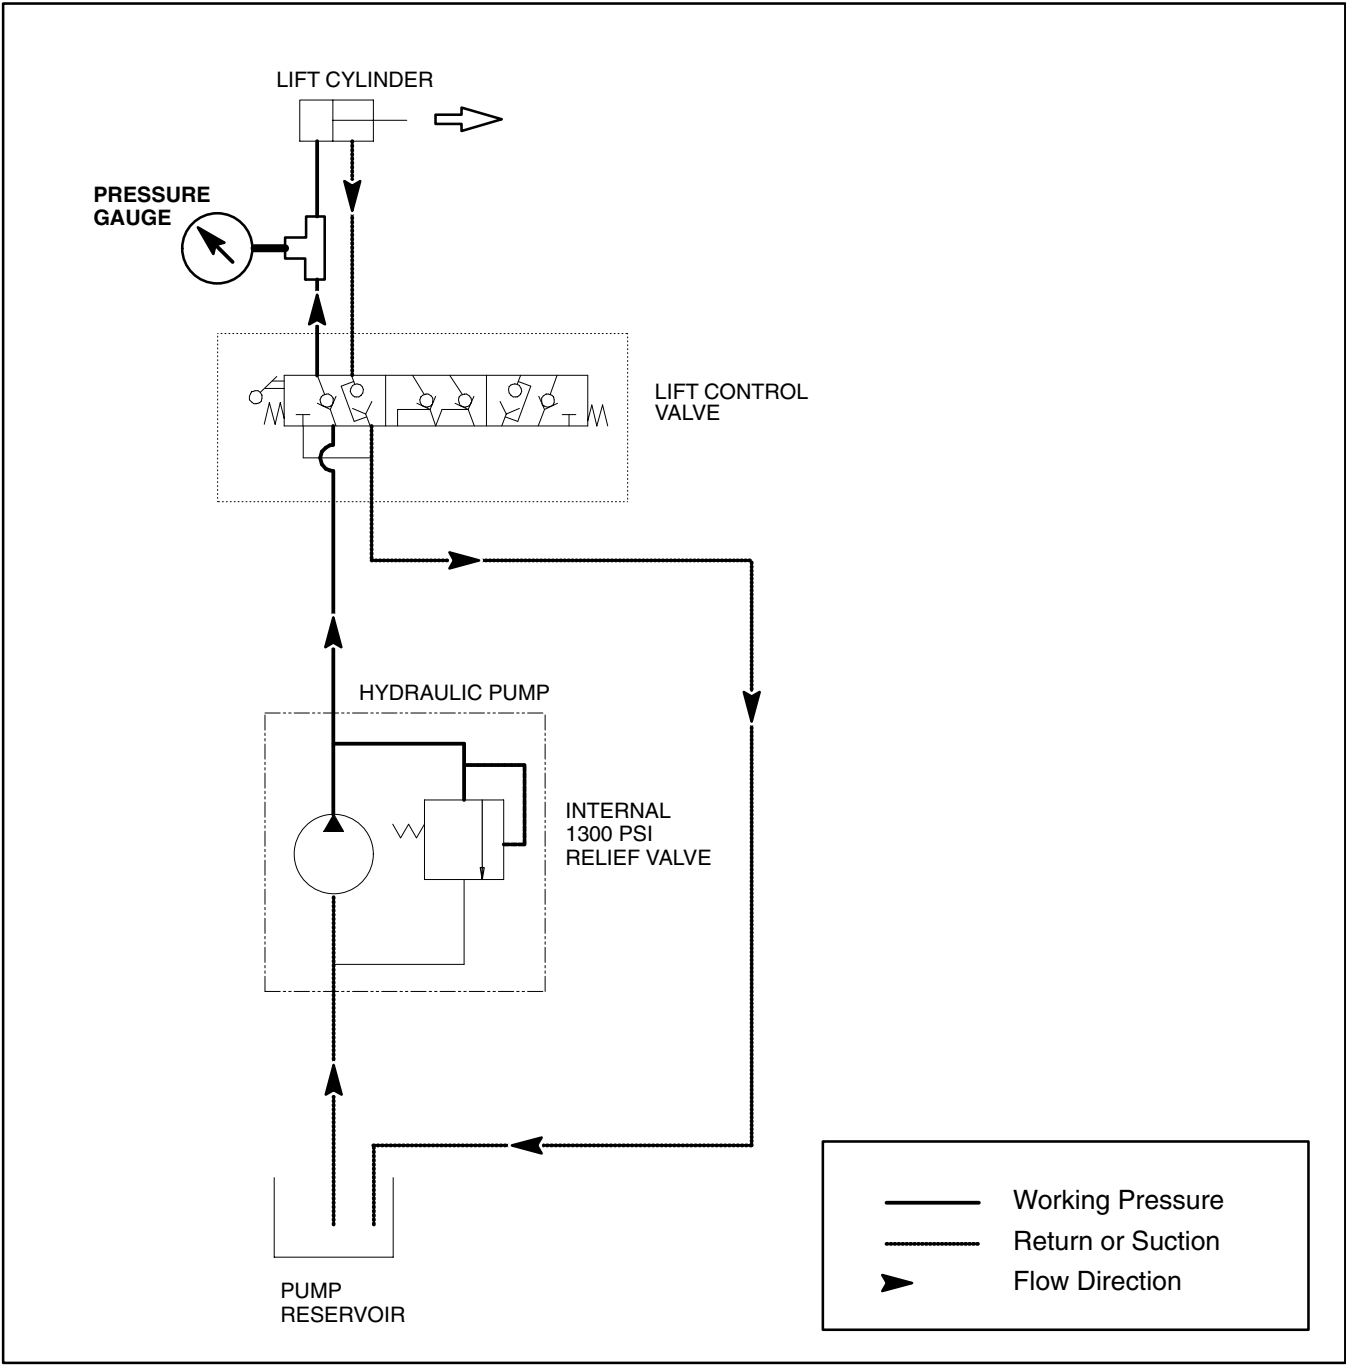 LIFT CYLINDER
PRESSURE
GAUGE
LIFT CONTROL
VALVE
HYDRAULIC PUMP
INTERNAL
1300 PSI
RELIEF VALVE
PUMP
RESERVOIR
Working Pressure
Return or Suction
Flow Direction